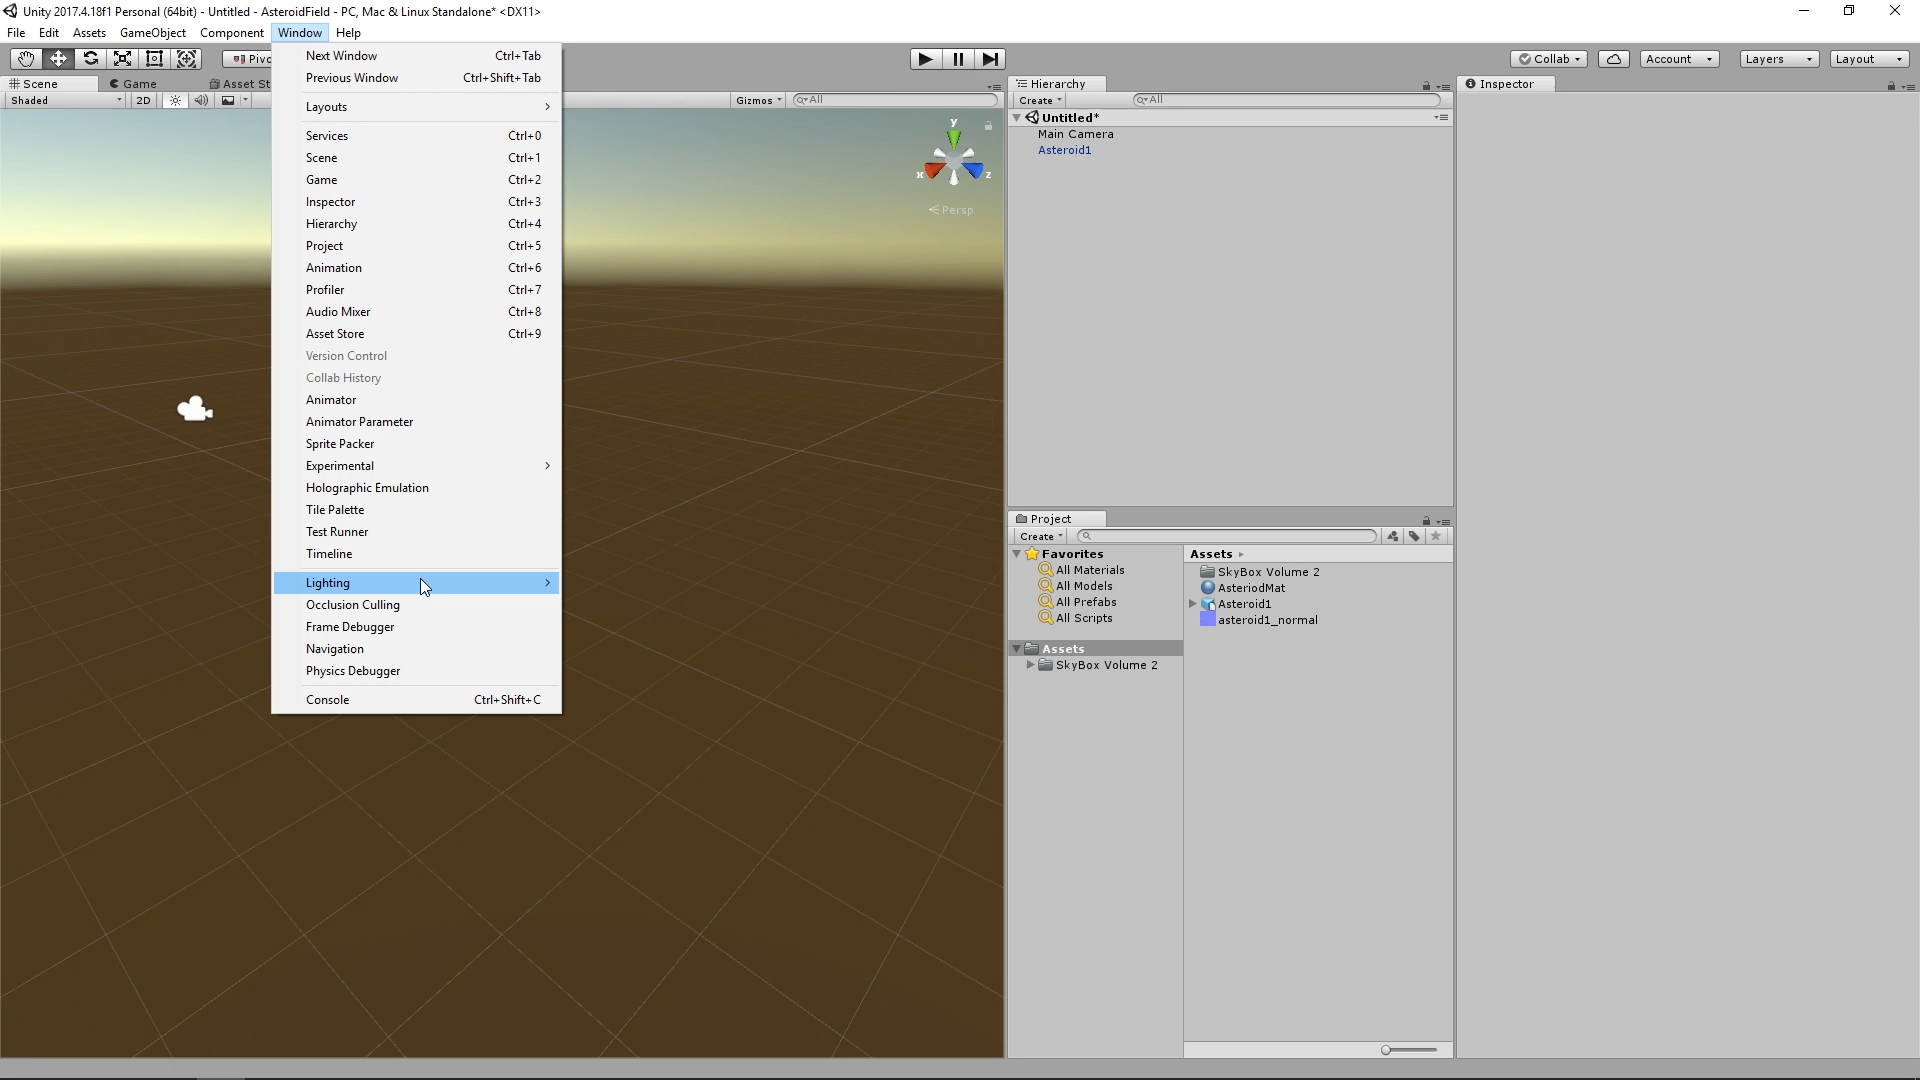 Unity 2017.4.18f1 Personal (64bit) - Untitled - AsteroidField - PC, Mac & Linux Standalone* <DX11>
File Edit Assets GameObject Component Window Help
Pivo
Collab Account Layers Layout
Scene Game Asset St
Shaded 2D Gizmos All
y
x z
Persp
Next Window Ctrl+Tab
Previous Window Ctrl+Shift+Tab
Layouts
Services Ctrl+0
Scene Ctrl+1
Game Ctrl+2
Inspector Ctrl+3
Hierarchy Ctrl+4
Project Ctrl+5
Animation Ctrl+6
Profiler Ctrl+7
Audio Mixer Ctrl+8
Asset Store Ctrl+9
Version Control
Collab History
Animator
Animator Parameter
Sprite Packer
Experimental
Holographic Emulation
Tile Palette
Test Runner
Timeline
Lighting
Occlusion Culling
Frame Debugger
Navigation
Physics Debugger
Console Ctrl+Shift+C
Hierarchy
Create All
Untitled*
Main Camera
Asteroid1
Project
Create
Favorites
All Materials
All Models
All Prefabs
All Scripts
Assets
SkyBox Volume 2
Assets
SkyBox Volume 2
AsteriodMat
Asteroid1
asteroid1_normal
Inspector